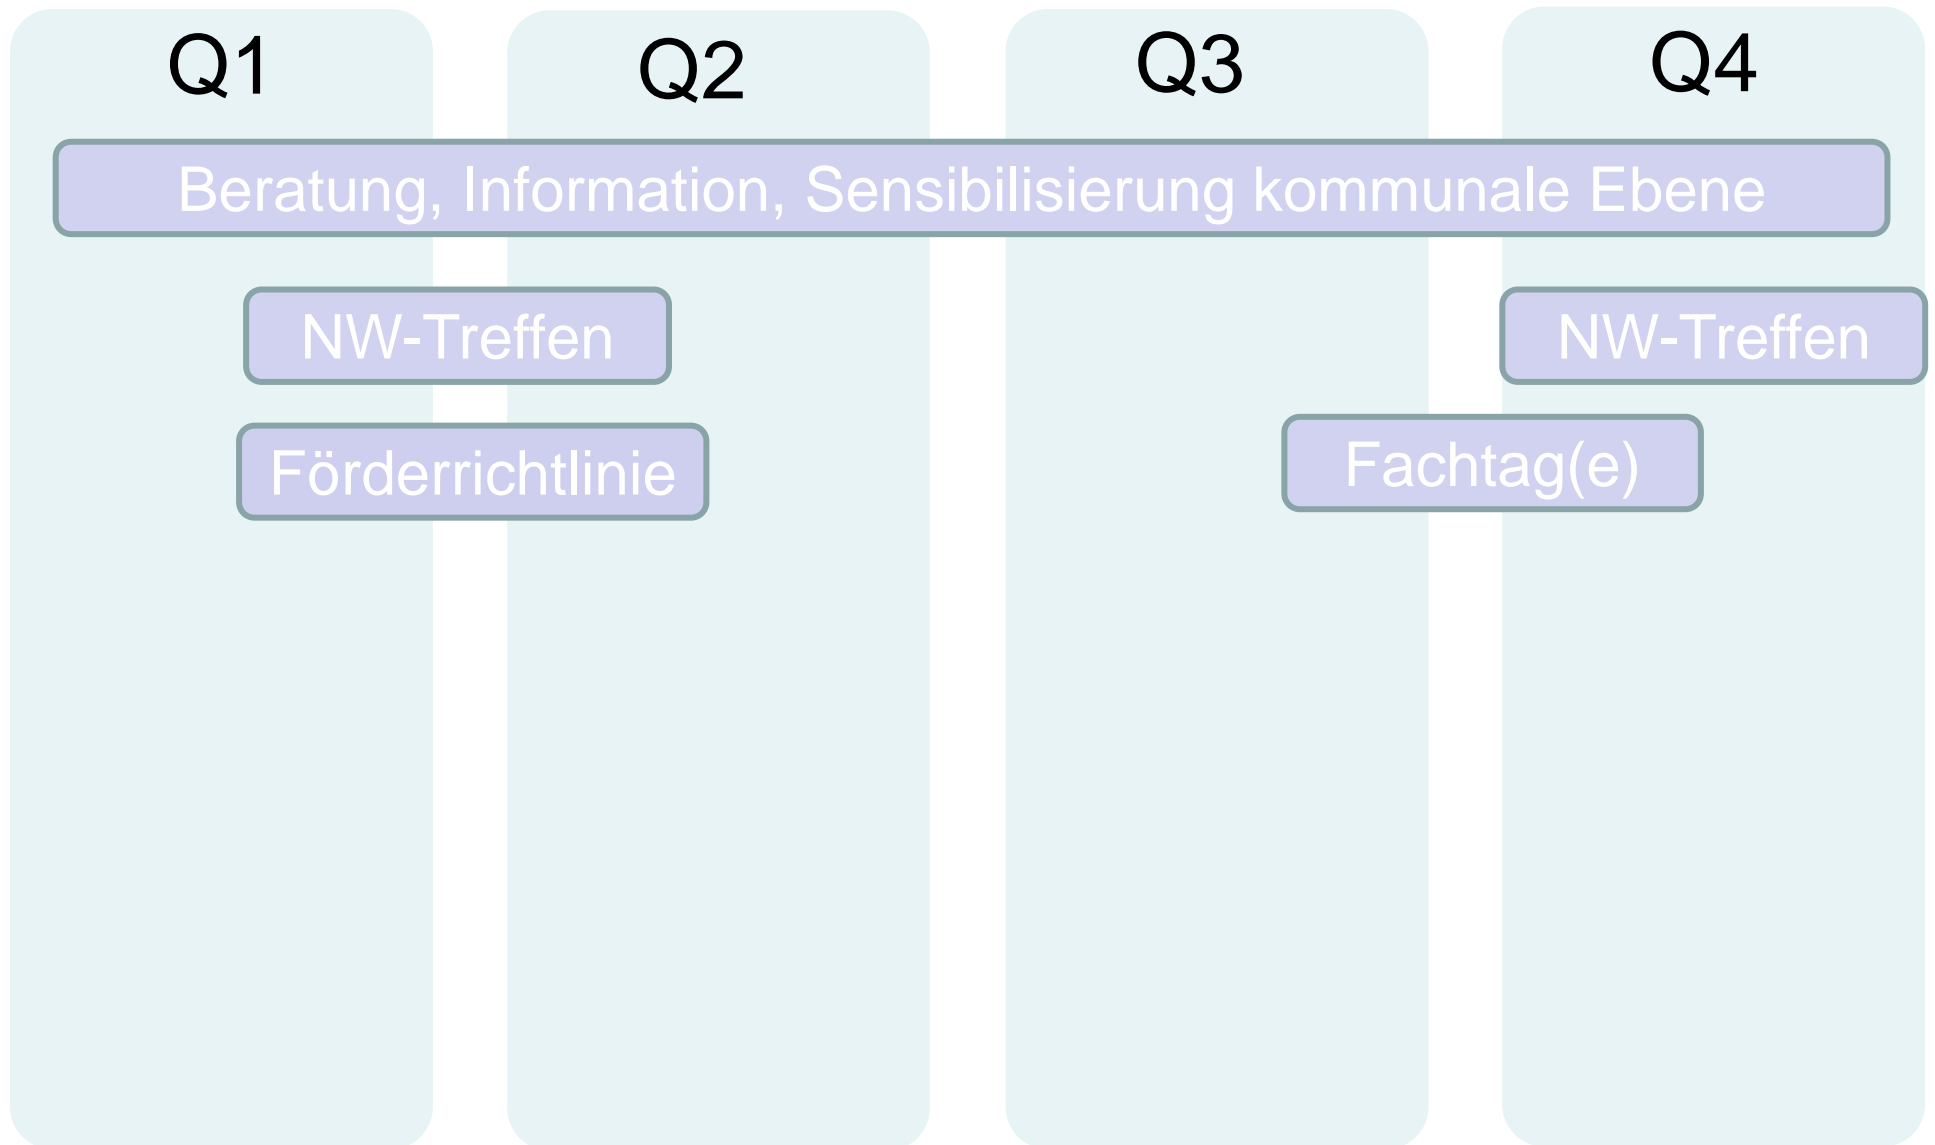 Q1
Q2
Q3
Q4
Beratung, Information, Sensibilisierung kommunale Ebene
NW-Treffen
NW-Treffen
Förderrichtlinie
Fachtag(e)